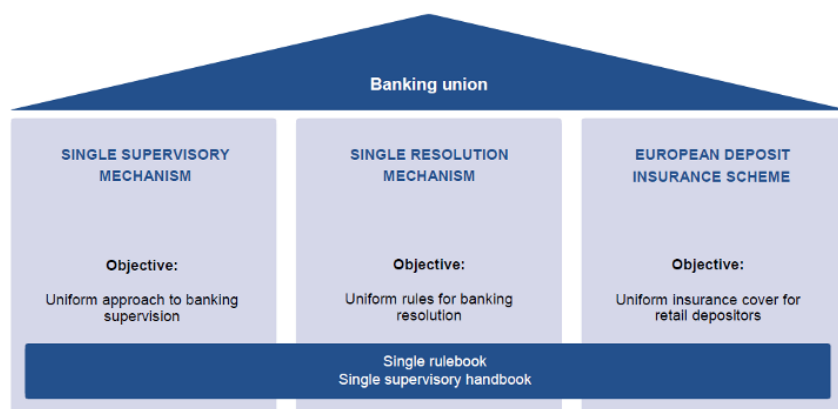 Banking union
SINGLE SUPERVISORY
MECHANISM
Objective:
Uniform approach to banking
supervision
SINGLE RESOLUTION
MECHANISM
Objective:
Uniform rules for banking
resolution
EUROPEAN DEPOSIT
INSURANCE SCHEME
Objective:
Uniform insurance cover for
retail depositors
Single rulebook
Single supervisory handbook